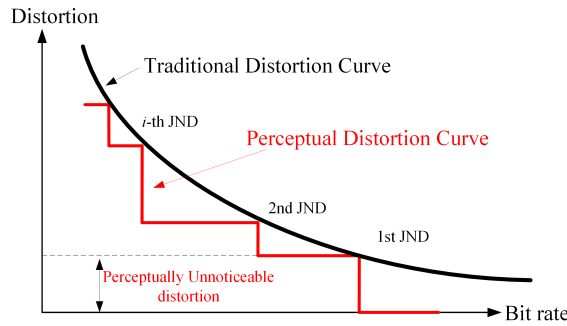 Distortion
Traditional Distortion Curve
i-th JND
Perceptual Distortion Curve
2nd JND
1st JND
Perceptually Unnoticeable
distortion
Bit rate